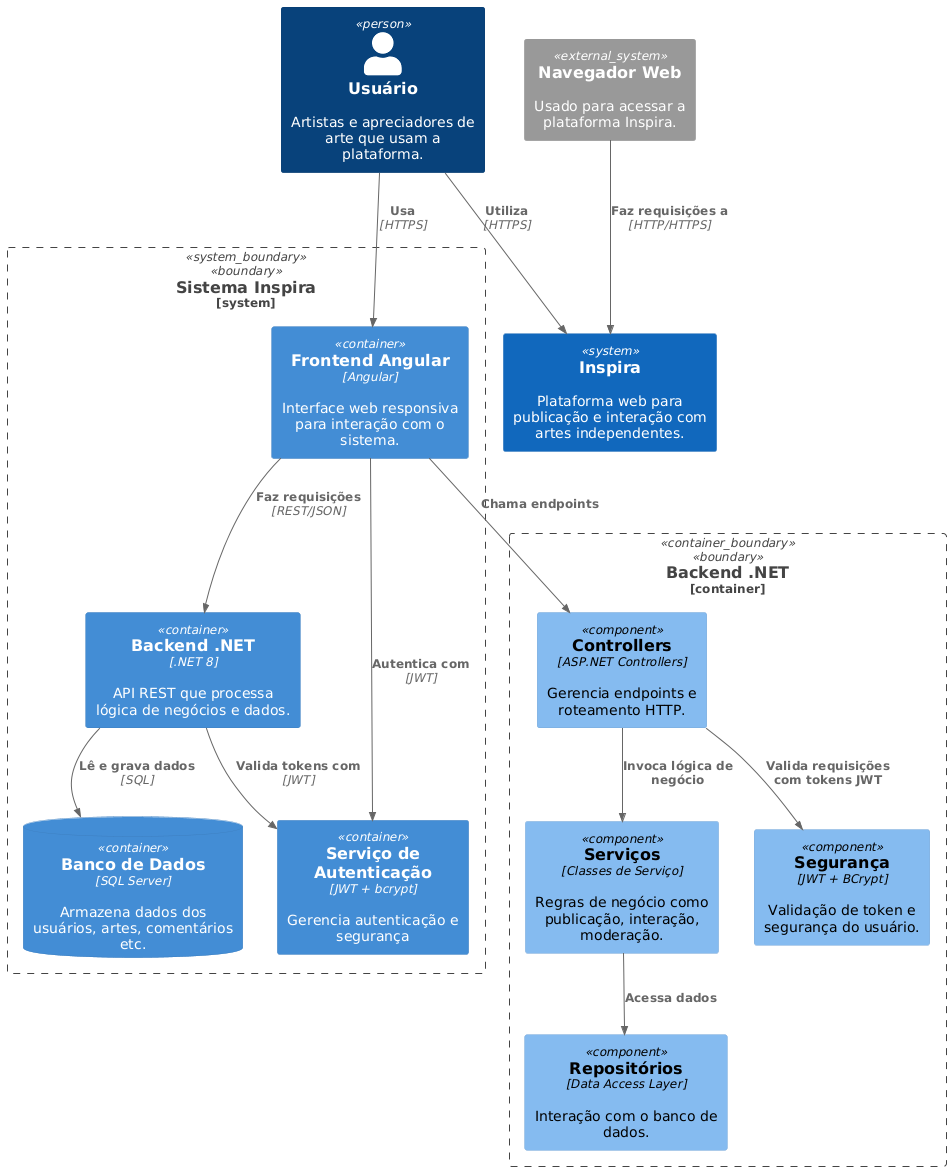 «person»
Usuário
Artistas e apreciadores de
arte que usam a
plataforma.
«external_system»
Navegador Web
Usado para acessar a
plataforma Inspira.
Usa
[HTTPS]
Utiliza
[HTTPS]
Faz requisições a
[HTTP/HTTPS]
«system_boundary»
«boundary»
Sistema Inspira
[system]
«container»
Frontend Angular
[Angular]
Interface web responsiva
para interação com o
sistema.
«system»
Inspira
Plataforma web para
publicação e interação com
artes independentes.
Faz requisições
[REST/JSON]
Chama endpoints
«container_boundary»
«boundary»
Backend .NET
[container]
«container»
Backend .NET
[.NET 8]
API REST que processa
lógica de negócios e dados.
Autentica com
[JWT]
«component»
Controllers
[ASP.NET Controllers]
Gerencia endpoints e
roteamento HTTP.
Lê e grava dados
[SQL]
Valida tokens com
[JWT]
Invoca lógica de
negócio
Valida requisições
com tokens JWT
«container»
Banco de Dados
[SQL Server]
Armazena dados dos
usuários, artes, comentários
etc.
«container»
Serviço de
Autenticação
[JWT + bcrypt]
Gerencia autenticação e
segurança
«component»
Serviços
[Classes de Serviço]
Regras de negócio como
publicação, interação,
moderação.
«component»
Segurança
[JWT + BCrypt]
Validação de token e
segurança do usuário.
Acessa dados
«component»
Repositórios
[Data Access Layer]
Interação com o banco de
dados.